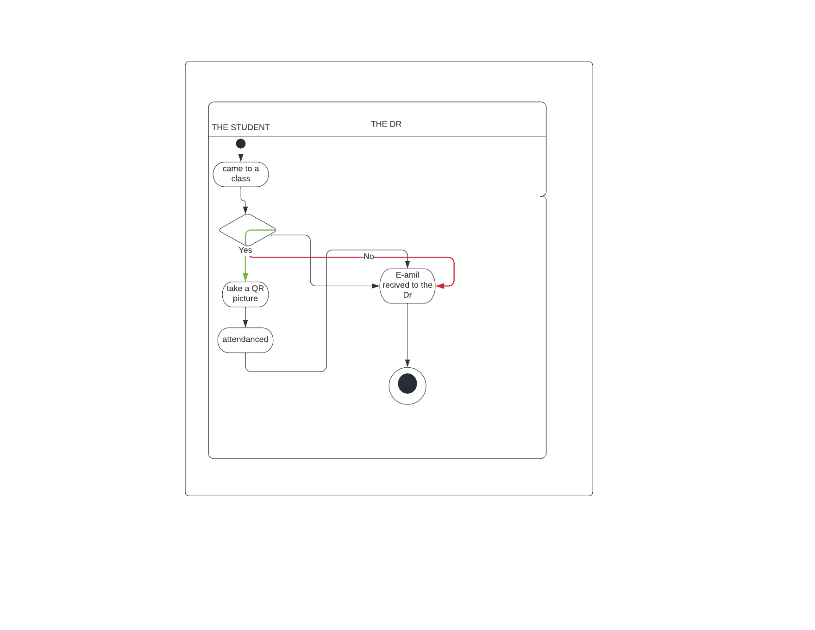 THE STUDENT
THE DR
came to a
class
Yes
No
take a QR
picture
E-amil
recived to the
Dr
attendanced